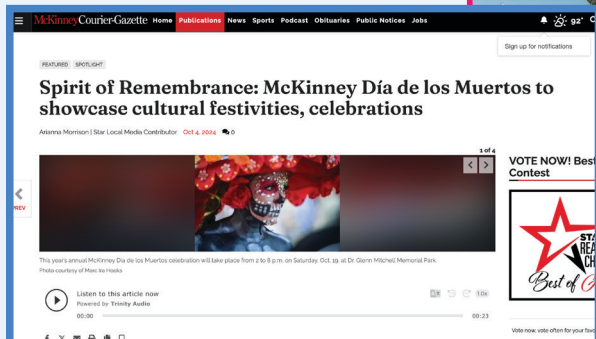 McKinney Courier-Gazette Home Publications News Sports Podcast Obituaries Public Notices Jobs 92°
Sign up for notifications
FEATURED SPOTLIGHT
Spirit of Remembrance: McKinney Día de los Muertos to
showcase cultural festivities, celebrations
Arianna Morrison | Star Local Media Contributor Oct 4, 2024 0
1 of 4
VOTE NOW! Best
Contest
PREV
This year's annual McKinney Día de los Muertos celebration will take place from 2 to 8 p.m. on Saturday, Oct. 19, at Dr. Glenn Mitchell Memorial Park.
Photo courtesy of Marc Ire Hooks
Listen to this article now
Powered by Trinity Audio
1.0x
00:00 00:23
STA
REA
CH
Best of
Vote now, vote often for your favo